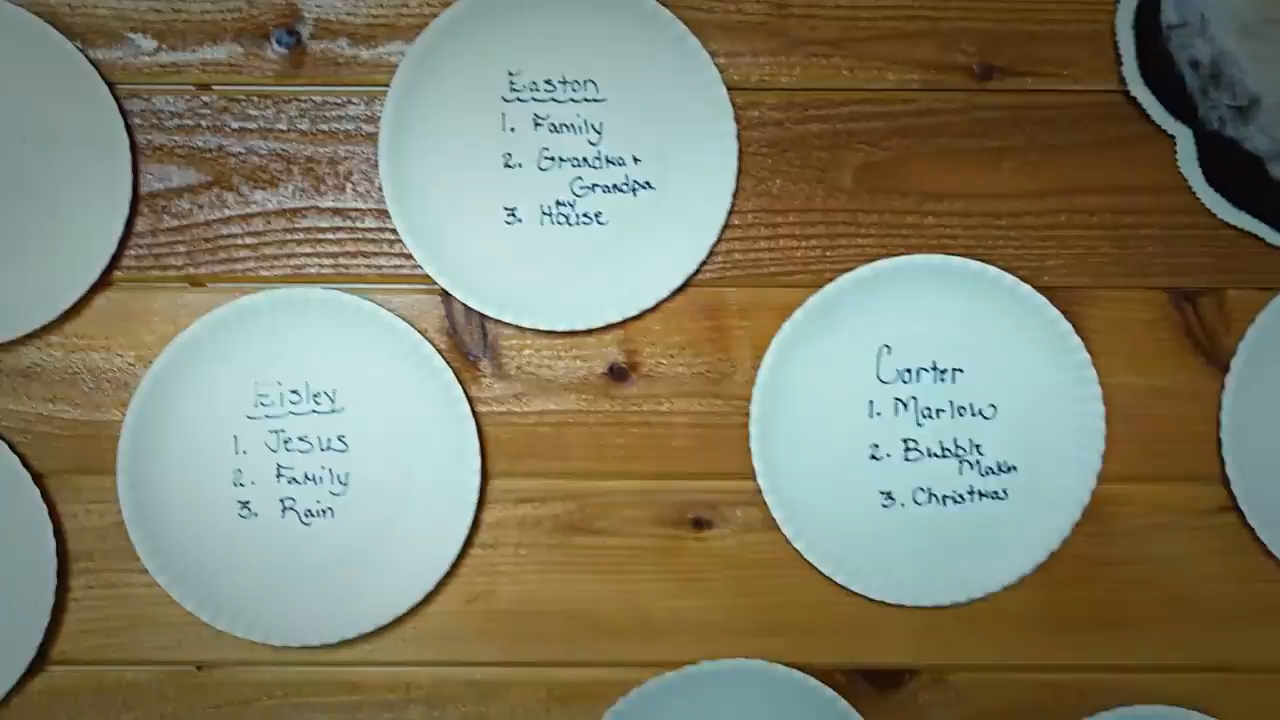 Easton
1. Family
2. Grandma +
Grandpa
3. My House
Eisley
1. Jesus
2. Family
3. Rain
Carter
1. Marlow
2. Bubble
Makin
3. Christmas